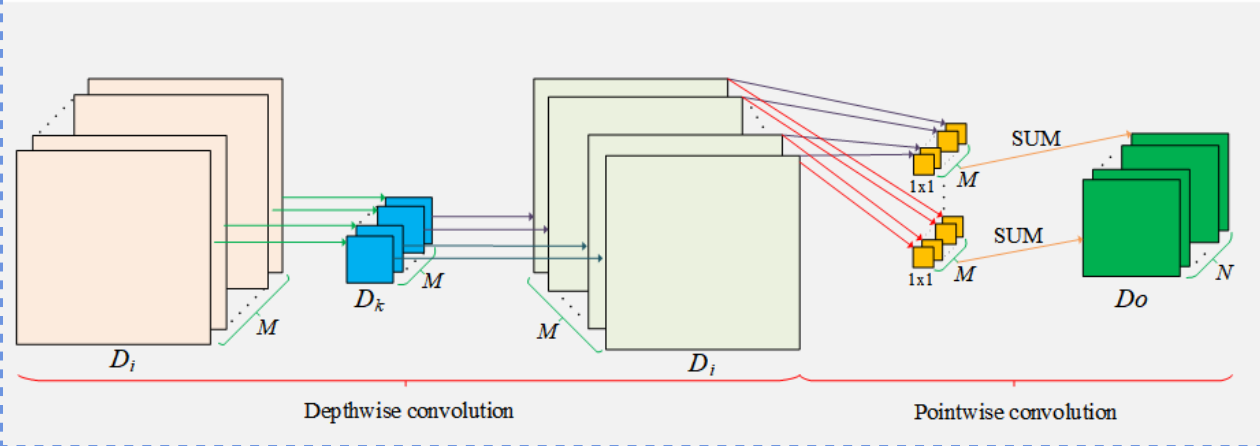 SUM
M
1x1
SUM
M
1x1
M
D_k
M
M
D_i
D_i
Do
N
Depthwise convolution
Pointwise convolution